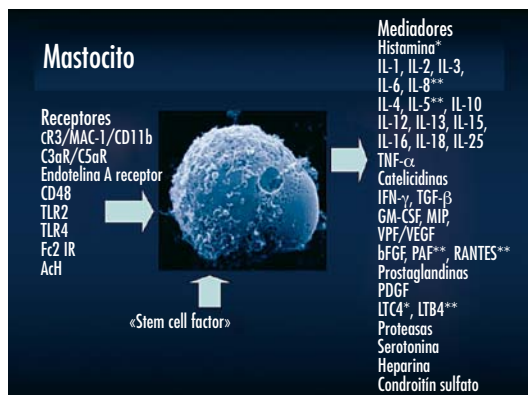 Mastocito
Receptores
cR3/MAC-1/CD11b
C3aR/C5aR
Endotelina A receptor
CD48
TLR2
TLR4
Fc2 IR
AcH
«Stem cell factor»
Mediadores
Histamina*
IL-1, IL-2, IL-3,
IL-6, IL-8**
IL-4, IL-5**, IL-10
IL-12, IL-13, IL-15,
IL-16, IL-18, IL-25
TNF-α
Catelicidinas
IFN-γ, TGF-β
GM-CSF, MIP,
VPF/VEGF
bFGF, PAF**, RANTES**
Prostaglandinas
PDGF
LTC4*, LTB4**
Proteasas
Serotonina
Heparina
Condroitín sulfato